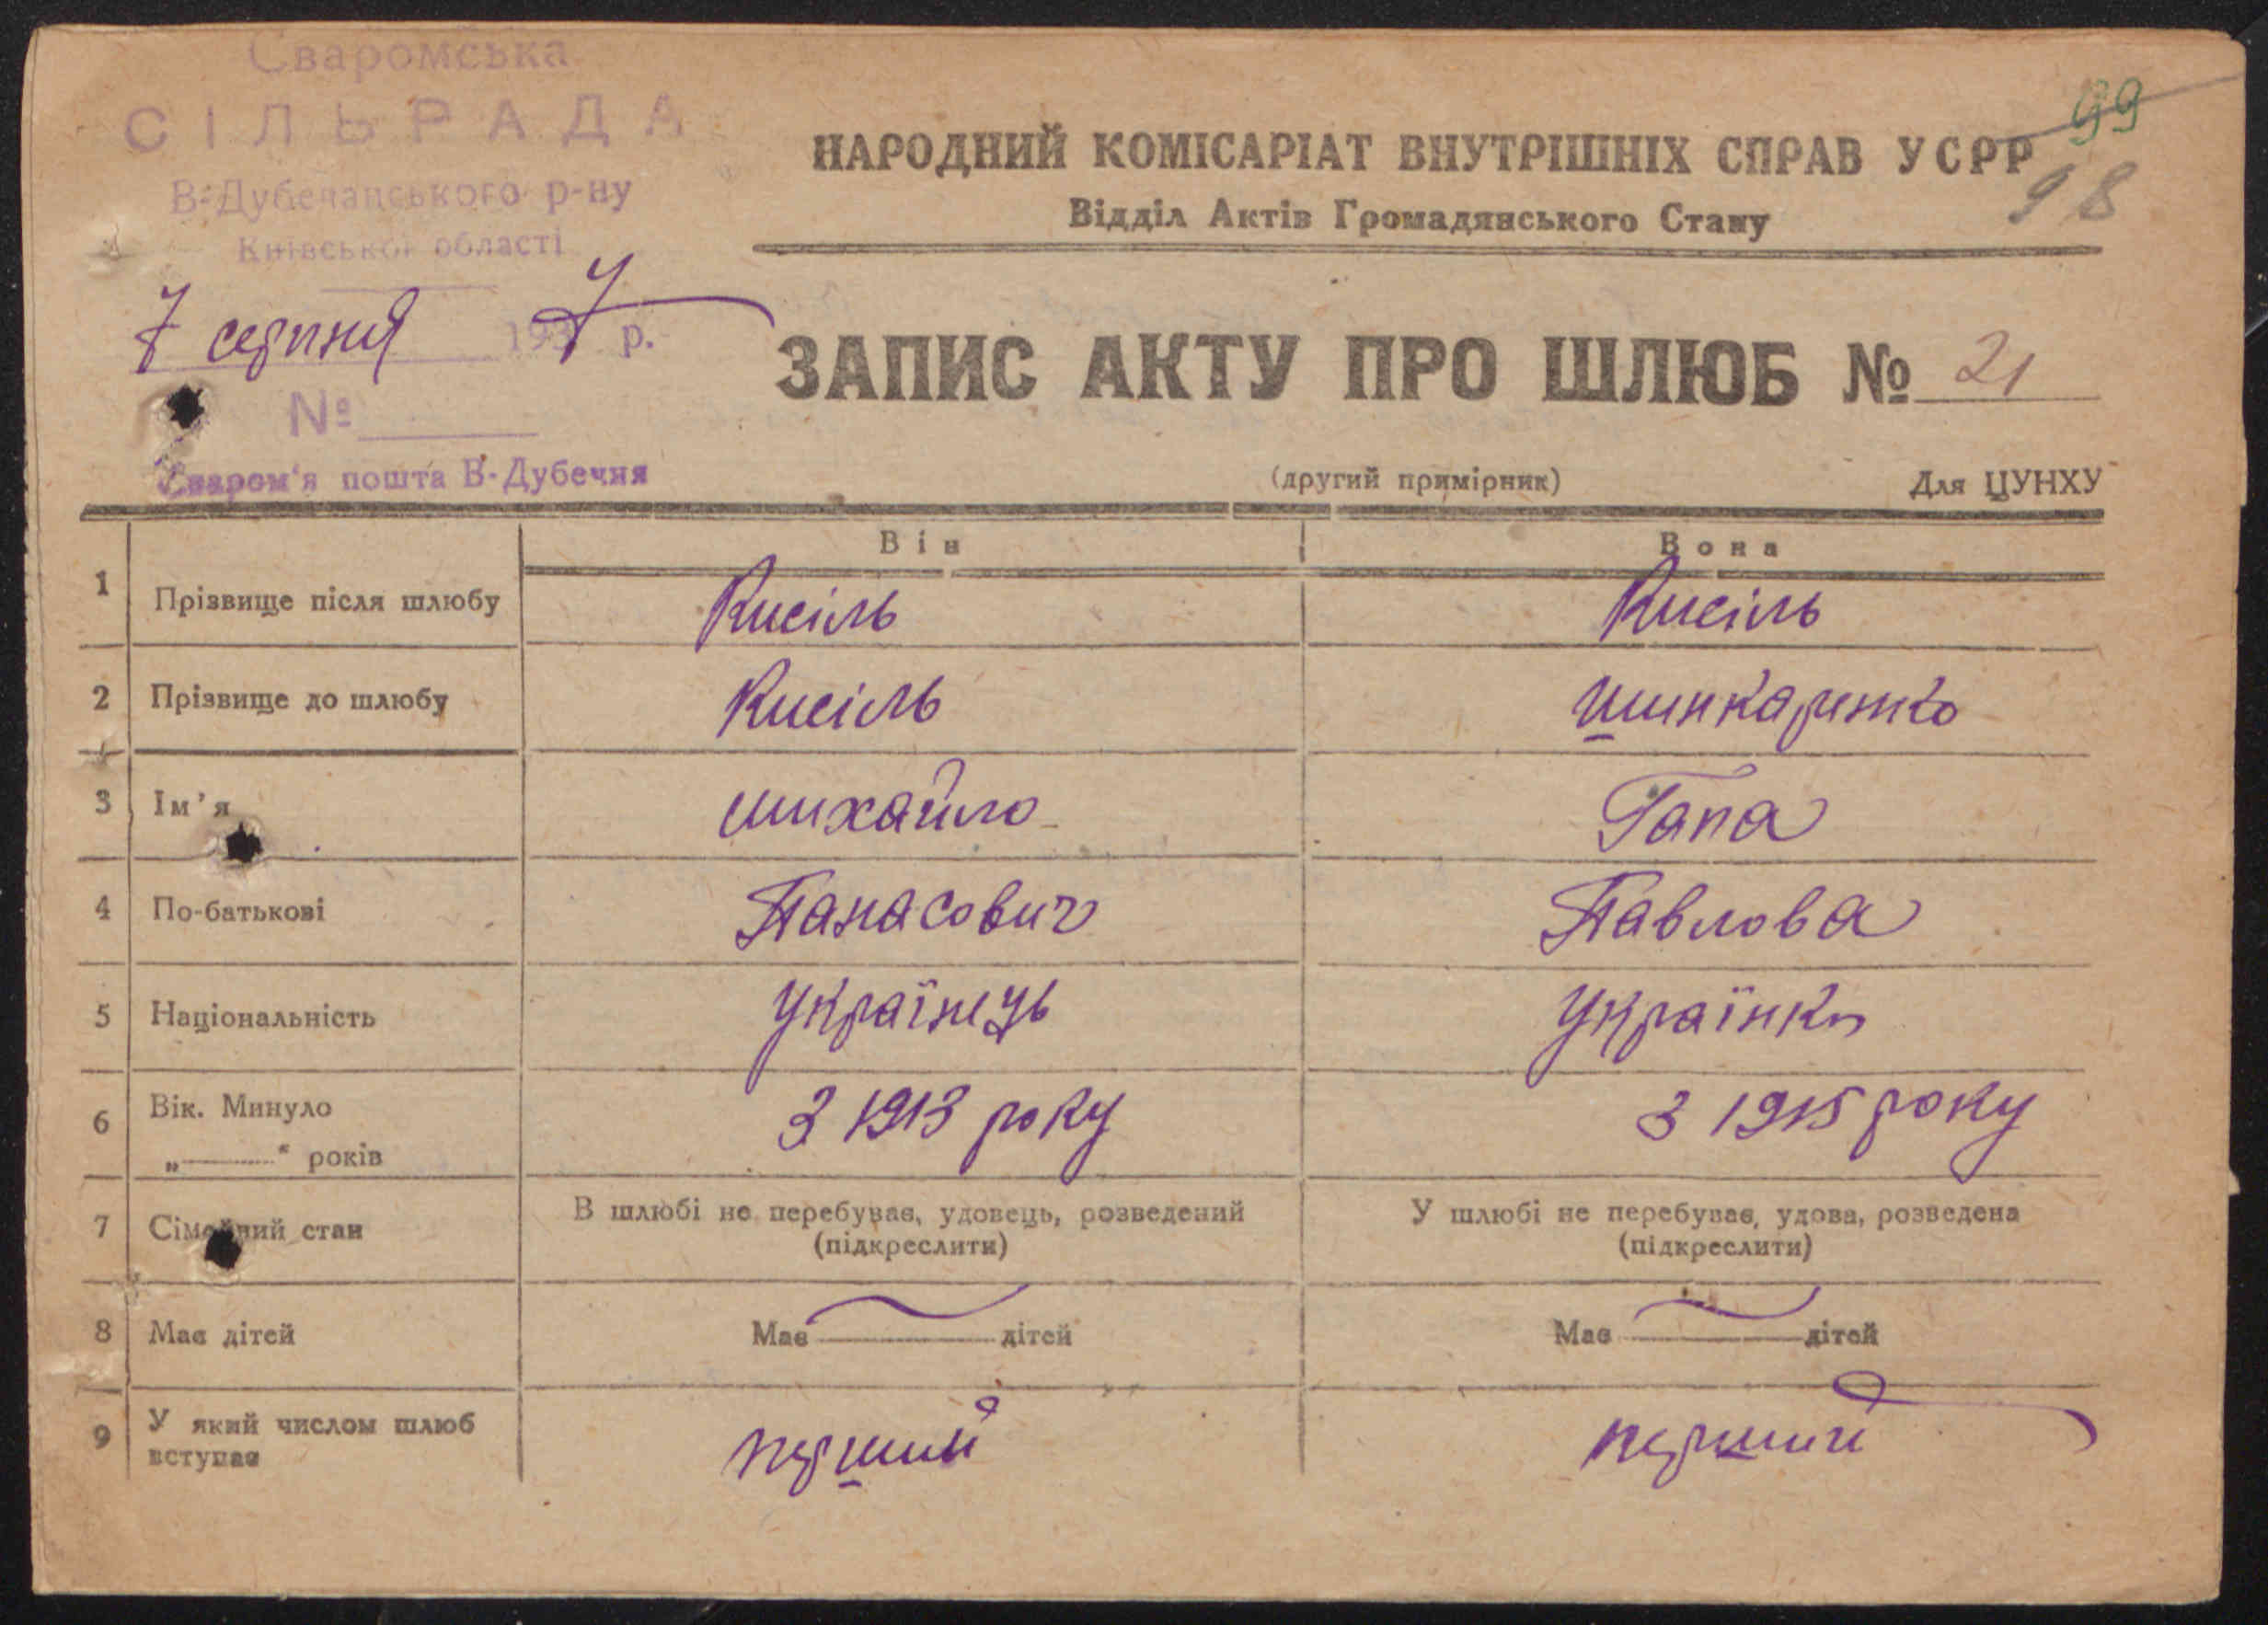 Сваромська
СІЛЬРАДА
В-Дубечанського р-ну
Київської області
7 серпня 1937 р.
№
Сваром'я пошта В-Дубечня
99
98
НАРОДНИЙ КОМІСАРІАТ ВНУТРІШНІХ СПРАВ УСРР
Відділ Актів Громадянського Стану
ЗАПИС АКТУ ПРО ШЛЮБ № 21
(другий примірник) Для ЦУНХУ
Він Вона
1 Прізвище після шлюбу Кисіль Кисіль
2 Прізвище до шлюбу Кисіль Шинкаренко
3 Ім'я Михайло Гапа
4 По-батькові Панасович Павлова
5 Національність Українець Українка
6 Вік. Минуло З 1913 року З 1915 року
„ “ років
7 Сімейний стан В шлюбі не перебуває, удовець, розведений У шлюбі не перебуває, удова, розведена
(підкреслити) (підкреслити)
8 Має дітей Має дітей Має дітей
9 У який числом шлюб
вступає перший перший